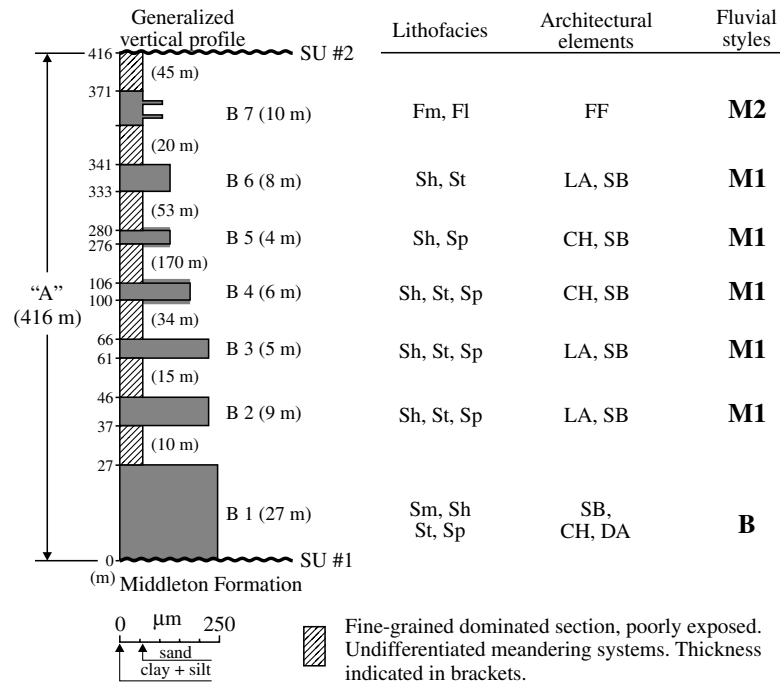 Generalized
vertical profile
Lithofacies
Architectural
elements
Fluvial
styles
416
SU #2
(45 m)
371
B 7 (10 m)
Fm, Fl
FF
M2
(20 m)
341
333
B 6 (8 m)
Sh, St
LA, SB
M1
(53 m)
280
276
B 5 (4 m)
Sh, Sp
CH, SB
M1
(170 m)
"A"
(416 m)
106
100
B 4 (6 m)
Sh, St, Sp
CH, SB
M1
(34 m)
66
61
B 3 (5 m)
Sh, St, Sp
LA, SB
M1
(15 m)
46
37
B 2 (9 m)
Sh, St, Sp
LA, SB
M1
(10 m)
27
B 1 (27 m)
Sm, Sh
St, Sp
SB,
CH, DA
B
0
(m)
SU #1
Middleton Formation
0 µm 250
sand
clay + silt
Fine-grained dominated section, poorly exposed.
Undifferentiated meandering systems. Thickness
indicated in brackets.